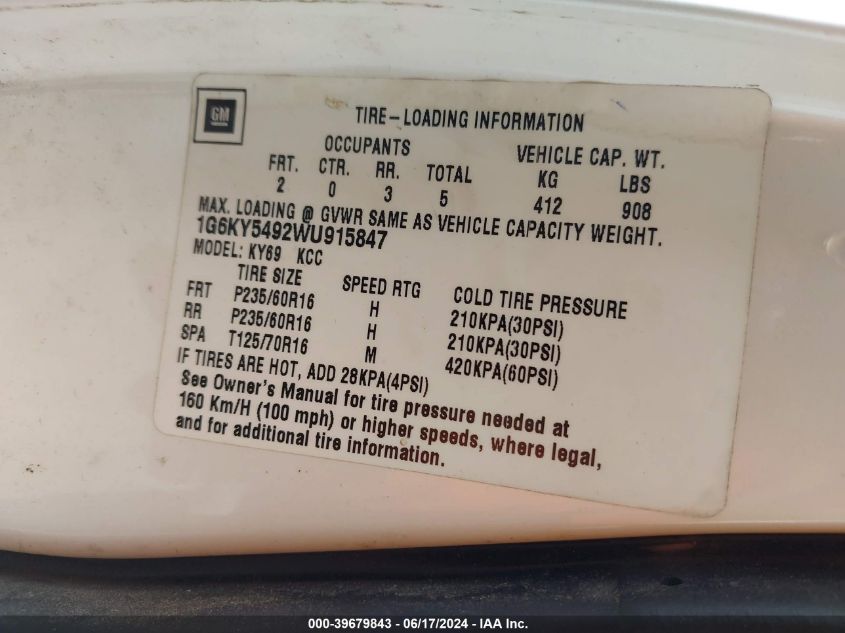 GM
TIRE-LOADING INFORMATION
OCCUPANTS VEHICLE CAP. WT.
FRT. CTR. RR. TOTAL KG LBS
2 0 3 5 412 908
MAX. LOADING @ GVWR SAME AS VEHICLE CAPACITY WEIGHT.
1G6KY5492WU915847
MODEL: KY69 KCC
TIRE SIZE SPEED RTG COLD TIRE PRESSURE
FRT P235/60R16 H 210KPA(30PSI)
RR P235/60R16 H 210KPA(30PSI)
SPA T125/70R16 M 420KPA(60PSI)
IF TIRES ARE HOT, ADD 28KPA(4PSI)
See Owner's Manual for tire pressure needed at
160 Km/H (100 mph) or higher speeds, where legal,
and for additional tire information.
000-39679843 - 06/17/2024 - IAA Inc.